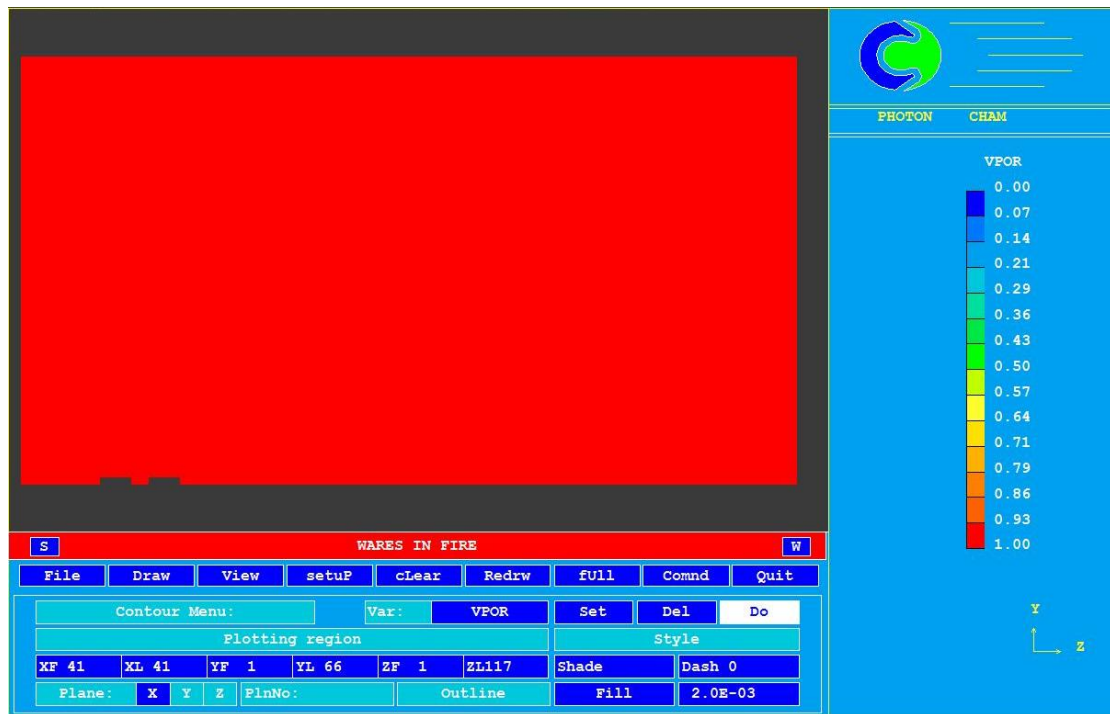 PHOTON CHAM
VPOR
0.00
0.07
0.14
0.21
0.29
0.36
0.43
0.50
0.57
0.64
0.71
0.79
0.86
0.93
1.00
Y
Z
S WARES IN FIRE W
File Draw View setuP cLear Redrw fUll Comnd Quit
Contour Menu: Var: VPOR Set Del Do
Plotting region Style
XF 41 XL 41 YF 1 YL 66 ZF 1 ZL117 Shade Dash 0
Plane: X Y Z PlnNo: Outline Fill 2.0E-03